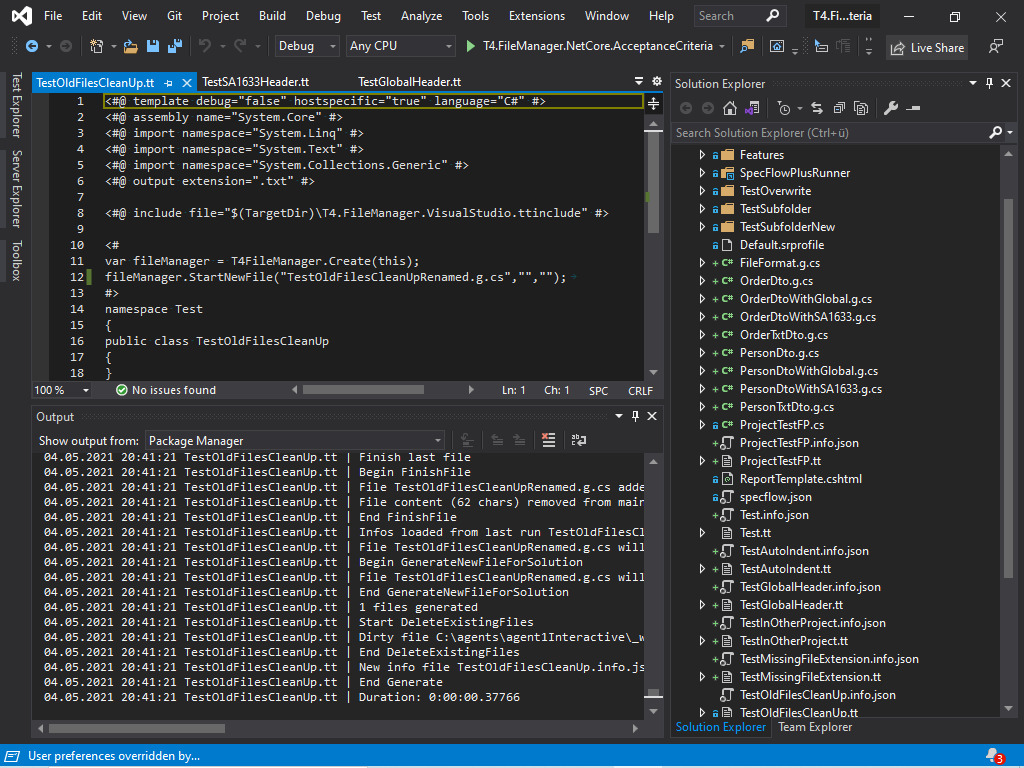 File Edit View Git Project Build Debug Test Analyze Tools Extensions Window Help Search T4.Fi...teria
Debug Any CPU T4.FileManager.NetCore.AcceptanceCriteria Live Share
Test Explorer
Server Explorer
Toolbox
TestOldFilesCleanUp.tt TestSA1633Header.tt TestGlobalHeader.tt
1 <#@ template debug="false" hostspecific="true" language="C#" #>
2 <#@ assembly name="System.Core" #>
3 <#@ import namespace="System.Linq" #>
4 <#@ import namespace="System.Text" #>
5 <#@ import namespace="System.Collections.Generic" #>
6 <#@ output extension=".txt" #>
7
8 <#@ include file="$(TargetDir)\T4.FileManager.VisualStudio.ttinclude" #>
9
10 <#
11 var fileManager = T4FileManager.Create(this);
12 fileManager.StartNewFile("TestOldFilesCleanUpRenamed.g.cs","","");
13 #>
14 namespace Test
15 {
16 public class TestOldFilesCleanUp
17 {
18 }
100 % No issues found Ln: 1 Ch: 1 SPC CRLF
Output
Show output from: Package Manager
04.05.2021 20:41:21 TestOldFilesCleanUp.tt | Finish last file
04.05.2021 20:41:21 TestOldFilesCleanUp.tt | Begin FinishFile
04.05.2021 20:41:21 TestOldFilesCleanUp.tt | File TestOldFilesCleanUpRenamed.g.cs adde
04.05.2021 20:41:21 TestOldFilesCleanUp.tt | File content (62 chars) removed from main
04.05.2021 20:41:21 TestOldFilesCleanUp.tt | End FinishFile
04.05.2021 20:41:21 TestOldFilesCleanUp.tt | Infos loaded from last run TestOldFilesCl
04.05.2021 20:41:21 TestOldFilesCleanUp.tt | File TestOldFilesCleanUpRenamed.g.cs will
04.05.2021 20:41:21 TestOldFilesCleanUp.tt | Begin GenerateNewFileForSolution
04.05.2021 20:41:21 TestOldFilesCleanUp.tt | File TestOldFilesCleanUpRenamed.g.cs will
04.05.2021 20:41:21 TestOldFilesCleanUp.tt | End GenerateNewFileForSolution
04.05.2021 20:41:21 TestOldFilesCleanUp.tt | 1 files generated
04.05.2021 20:41:21 TestOldFilesCleanUp.tt | Start DeleteExistingFiles
04.05.2021 20:41:21 TestOldFilesCleanUp.tt | Dirty file C:\agents\agent1Interactive\_w
04.05.2021 20:41:21 TestOldFilesCleanUp.tt | End DeleteExistingFiles
04.05.2021 20:41:21 TestOldFilesCleanUp.tt | New info file TestOldFilesCleanUp.info.js
04.05.2021 20:41:21 TestOldFilesCleanUp.tt | End Generate
04.05.2021 20:41:21 TestOldFilesCleanUp.tt | Duration: 0:00:00.37766
Solution Explorer
Search Solution Explorer (Ctrl+ü)
Features
SpecFlowPlusRunner
TestOverwrite
TestSubfolder
TestSubfolderNew
Default.srprofile
C# FileFormat.g.cs
C# OrderDto.g.cs
C# OrderDtoWithGlobal.g.cs
C# OrderDtoWithSA1633.g.cs
C# OrderTxtDto.g.cs
C# PersonDto.g.cs
C# PersonDtoWithGlobal.g.cs
C# PersonDtoWithSA1633.g.cs
C# PersonTxtDto.g.cs
C# ProjectTestFP.cs
ProjectTestFP.info.json
ProjectTestFP.tt
ReportTemplate.cshtml
specflow.json
Test.info.json
Test.tt
TestAutoIndent.info.json
TestAutoIndent.tt
TestGlobalHeader.info.json
TestGlobalHeader.tt
TestInOtherProject.info.json
TestInOtherProject.tt
TestMissingFileExtension.info.json
TestMissingFileExtension.tt
TestOldFilesCleanUp.info.json
TestOldFilesCleanUp.tt
Solution Explorer Team Explorer
User preferences overridden by... 3